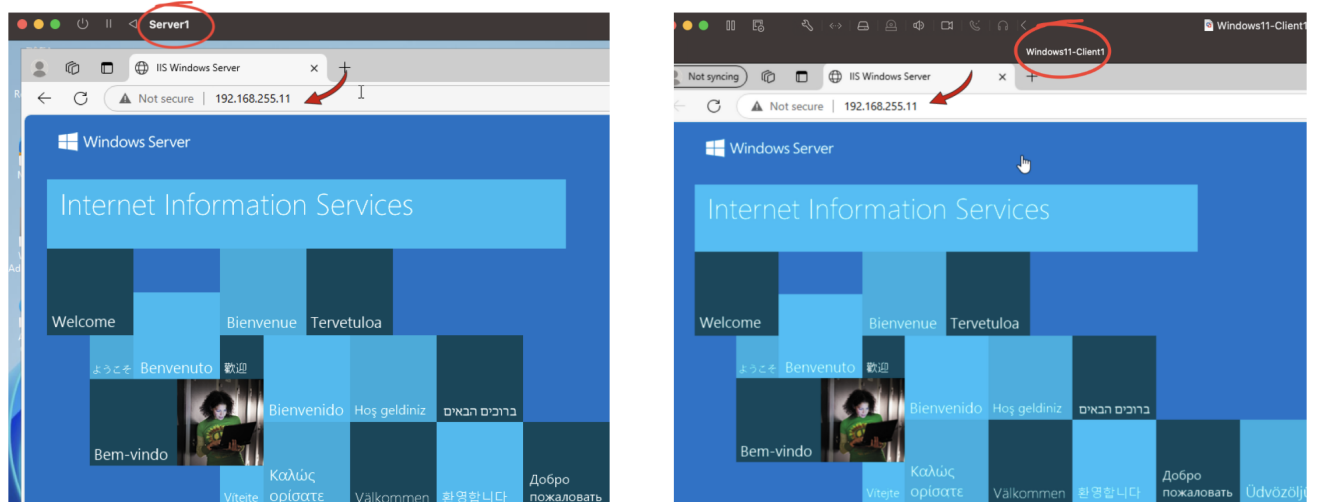 Server1
IIS Windows Server
Not secure
192.168.255.11
Windows Server
Internet Information Services
Welcome
Bienvenue
Tervetuloa
ようこそ
Benvenuto
歡迎
Bienvenido
Hoş geldiniz
ברוכים הבאים
Bem-vindo
Vítejte
Καλώς
ορίσατε
Välkommen
환영합니다
Добро
пожаловать
Windows11-Client1
Windows11-Client1
Not syncing
IIS Windows Server
Not secure
192.168.255.11
Windows Server
Internet Information Services
Welcome
Bienvenue
Tervetuloa
ようこそ
Benvenuto
歡迎
Bienvenido
Hoş geldiniz
ברוכים הבאים
Bem-vindo
Vítejte
Καλώς
ορίσατε
Välkommen
환영합니다
Добро
пожаловать